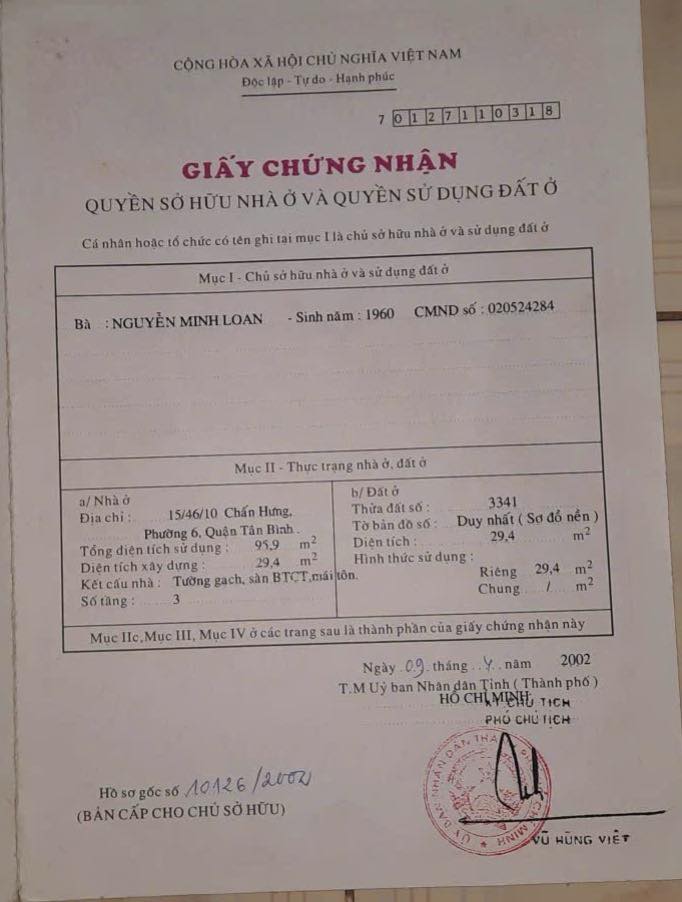 CỘNG HÒA XÃ HỘI CHỦ NGHĨA VIỆT NAM
Độc lập - Tự do - Hạnh phúc
7 0 1 2 7 1 1 0 3 1 8
GIẤY CHỨNG NHẬN
QUYỀN SỞ HỮU NHÀ Ở VÀ QUYỀN SỬ DỤNG ĐẤT Ở
Cá nhân hoặc tổ chức có tên ghi tại mục I là chủ sở hữu nhà ở và sử dụng đất ở
Mục I - Chủ sở hữu nhà ở và sử dụng đất ở
Bà : NGUYỄN MINH LOAN - Sinh năm : 1960 CMND số : 020524284
Mục II - Thực trạng nhà ở, đất ở
a/ Nhà ở
Địa chỉ : 15/46/10 Chấn Hưng,
Phường 6, Quận Tân Bình.
Tổng diện tích sử dụng : 95,9 m²
Diện tích xây dựng : 29,4 m²
Kết cấu nhà : Tường gạch, sàn BTCT, mái tôn.
Số tầng : 3
b/ Đất ở
Thửa đất số : 3341
Tờ bản đồ số : Duy nhất ( Sơ đồ nền )
Diện tích : 29,4 m²
Hình thức sử dụng :
Riêng 29,4 m²
Chung / m²
Mục IIc, Mục III, Mục IV ở các trang sau là thành phần của giấy chứng nhận này
Ngày 09 tháng 4 năm 2002
T.M Uỷ ban Nhân dân Tỉnh ( Thành phố )
HỒ CHÍ MINH
KT CHỦ TỊCH
PHÓ CHỦ TỊCH
VŨ HÙNG VIỆT
Hồ sơ gốc số 10126/2002
(BẢN CẤP CHO CHỦ SỞ HỮU)